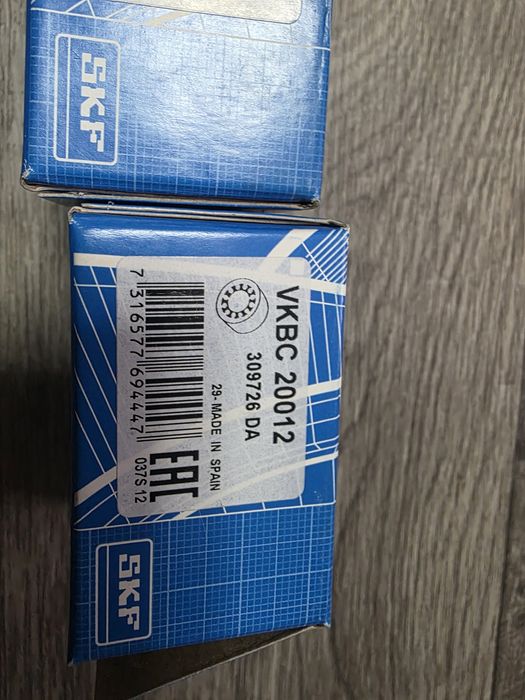 SKF
VKBC 20012
309726 DA
29- MADE IN SPAIN
EAC
7 316577 694447
037S 12
SKF